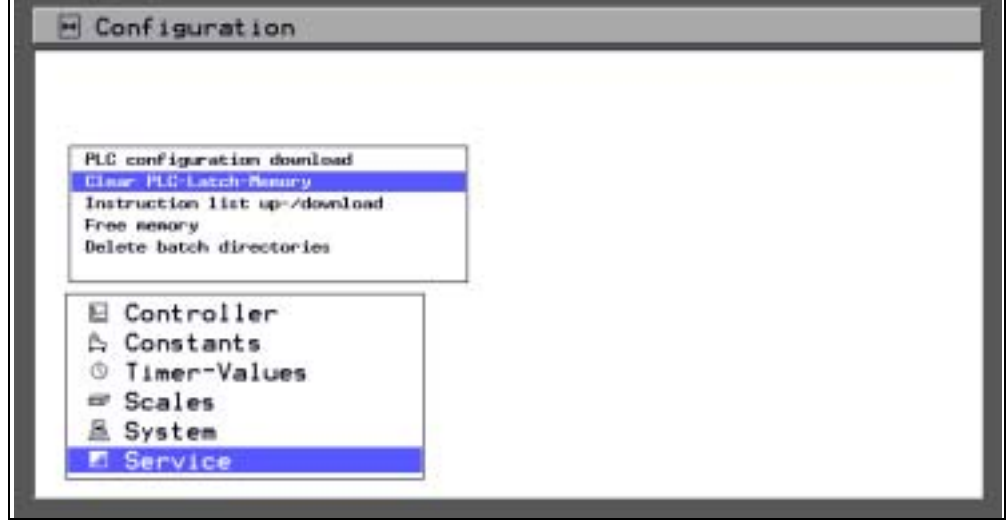 Configuration
PLC configuration download
Clear PLC-Latch-Memory
Instruction list up-/download
Free memory
Delete batch directories
Controller
Constants
Timer-Values
Scales
System
Service